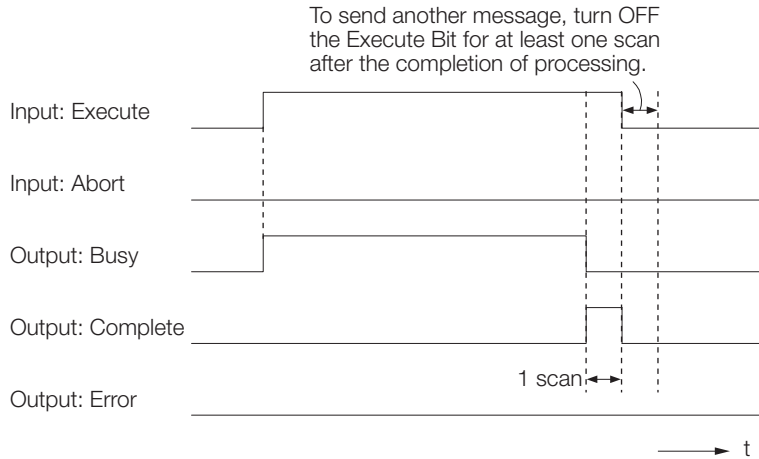 To send another message, turn OFF
the Execute Bit for at least one scan
after the completion of processing.
Input: Execute
Input: Abort
Output: Busy
Output: Complete
1 scan
Output: Error
t